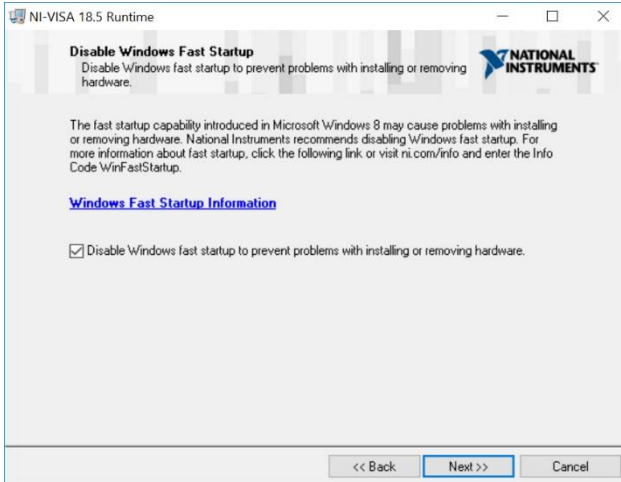 NI-VISA 18.5 Runtime
Disable Windows Fast Startup
Disable Windows fast startup to prevent problems with installing or removing
hardware.
NATIONAL
INSTRUMENTS
The fast startup capability introduced in Microsoft Windows 8 may cause problems with installing
or removing hardware. National Instruments recommends disabling Windows fast startup. For
more information about fast startup, click the following link or visit ni.com/info and enter the Info
Code WinFastStartup.
Windows Fast Startup Information
Disable Windows fast startup to prevent problems with installing or removing hardware.
<< Back Next >> Cancel